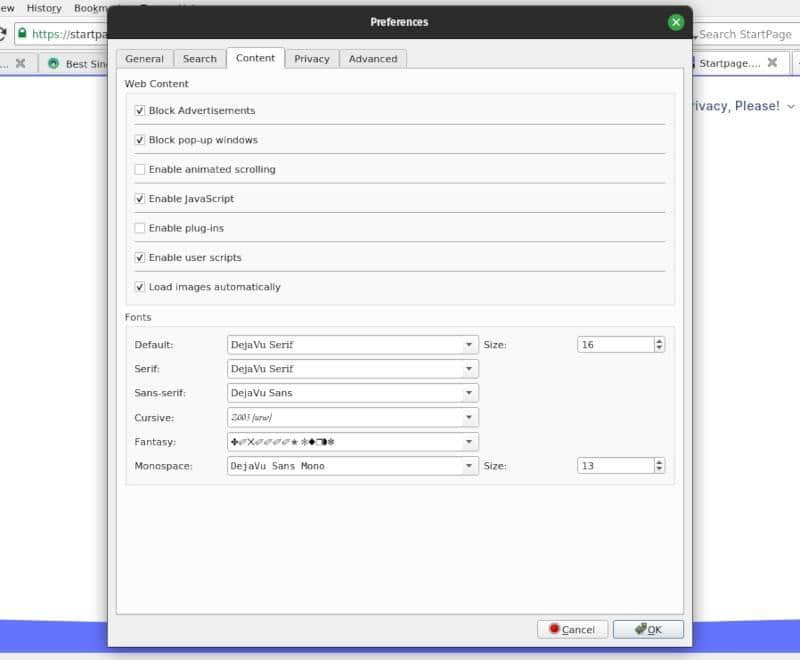 ew History
Preferences
https://startpa
Search StartPage
...
Best Sin
Startpage....
General Search Content Privacy Advanced
rivacy, Please!
Web Content
Block Advertisements
Block pop-up windows
Enable animated scrolling
Enable JavaScript
Enable plug-ins
Enable user scripts
Load images automatically
Fonts
Default: DejaVu Serif Size: 16
Serif: DejaVu Serif
Sans-serif: DejaVu Sans
Cursive: Z003 [urw]
Fantasy:
Monospace: DejaVu Sans Mono Size: 13
Cancel OK